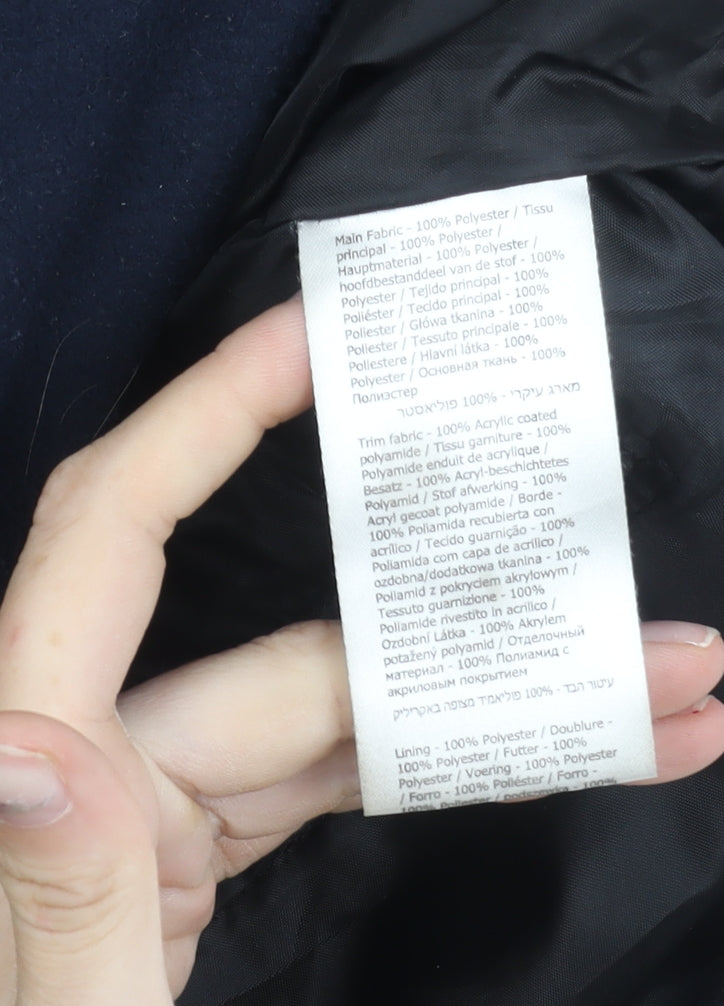 Main Fabric - 100% Polyester / Tissu
principal - 100% Polyester /
Hauptmaterial - 100% Polyester /
hoofdbestanddeel van de stof - 100%
Polyester / Tejido principal - 100%
Poliéster / Tecido principal - 100%
Poliester / Główa tkanina - 100%
Poliester / Tessuto principale - 100%
Poliestere / Hlavní látka - 100%
Polyester / Основная ткань - 100%
Полиэстер
מארג עיקרי - 100% פוליאסטר
Trim fabric - 100% Acrylic coated
polyamide / Tissu garniture - 100%
Polyamide enduit de acrylique /
Besatz - 100% Acryl-beschichtetes
Polyamid / Stof afwerking - 100%
Acryl gecoat polyamide / Borde -
100% Poliamida recubierta con
acrílico / Tecido guarnição - 100%
Poliamida com capa de acrílico /
ozdobna/dodatkowa tkanina - 100%
Poliamid z pokryciem akrylowym /
Tessuto guarnizione - 100%
Poliamide rivestito in acrilico /
Ozdobní Látka - 100% Akrylem
potažený polyamid / Отделочный
материал - 100% Полиамид с
акриловым покрытием
עיטור הבד - 100% פוליאמיד מצופה באקריליק
Lining - 100% Polyester / Doublure -
100% Polyester / Futter - 100%
Polyester / Voering - 100% Polyester
/ Forro - 100% Poliéster / Forro -
100% Poliester / podszewka - 100%